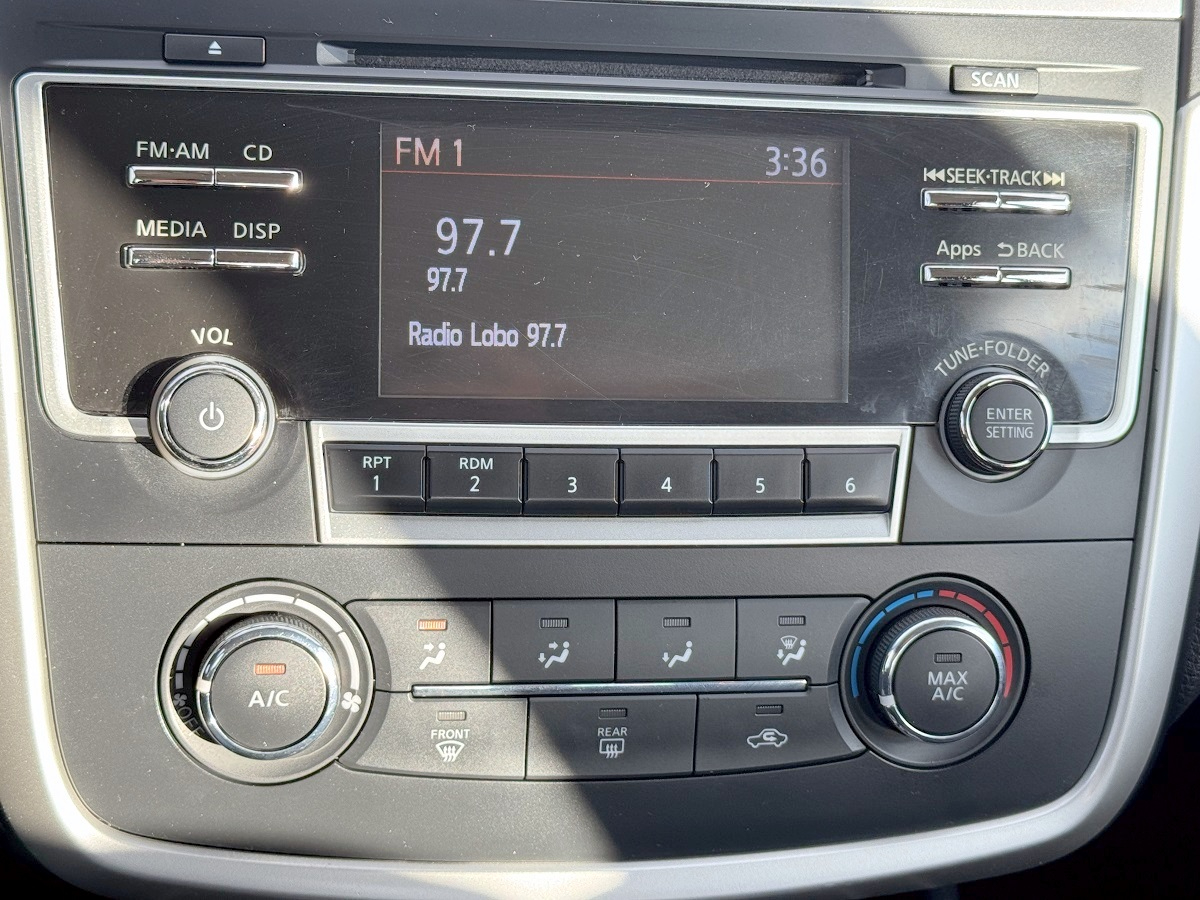 SCAN
FM·AM CD
MEDIA DISP
VOL
FM 1 3:36
97.7
97.7
Radio Lobo 97.7
SEEK·TRACK
Apps BACK
TUNE·FOLDER
ENTER
SETTING
RPT
1
RDM
2
3
4
5
6
A/C
OFF
FRONT
REAR
MAX
A/C